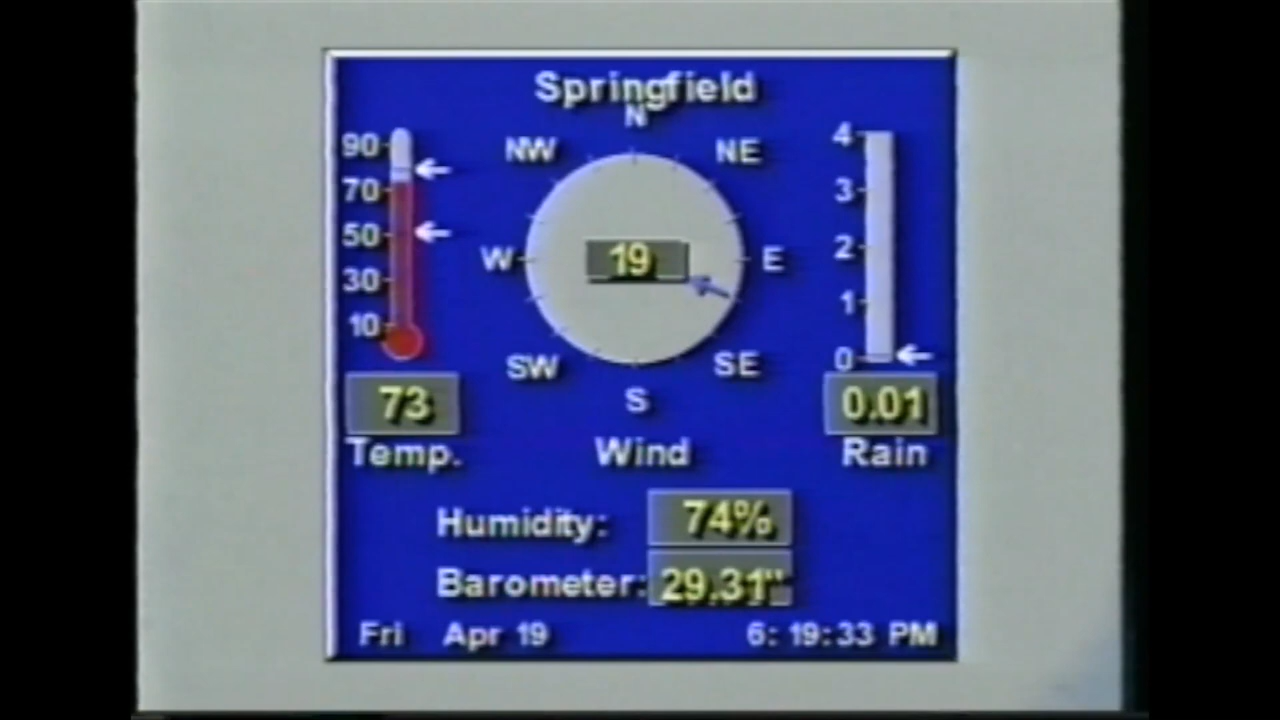 Springfield
N
NW NE
W 19 E
SW SE
S
90
70
50
30
10
4
3
2
1
0
73 0.01
Temp. Wind Rain
Humidity: 74%
Barometer: 29.31"
Fri Apr 19 6:19:33 PM